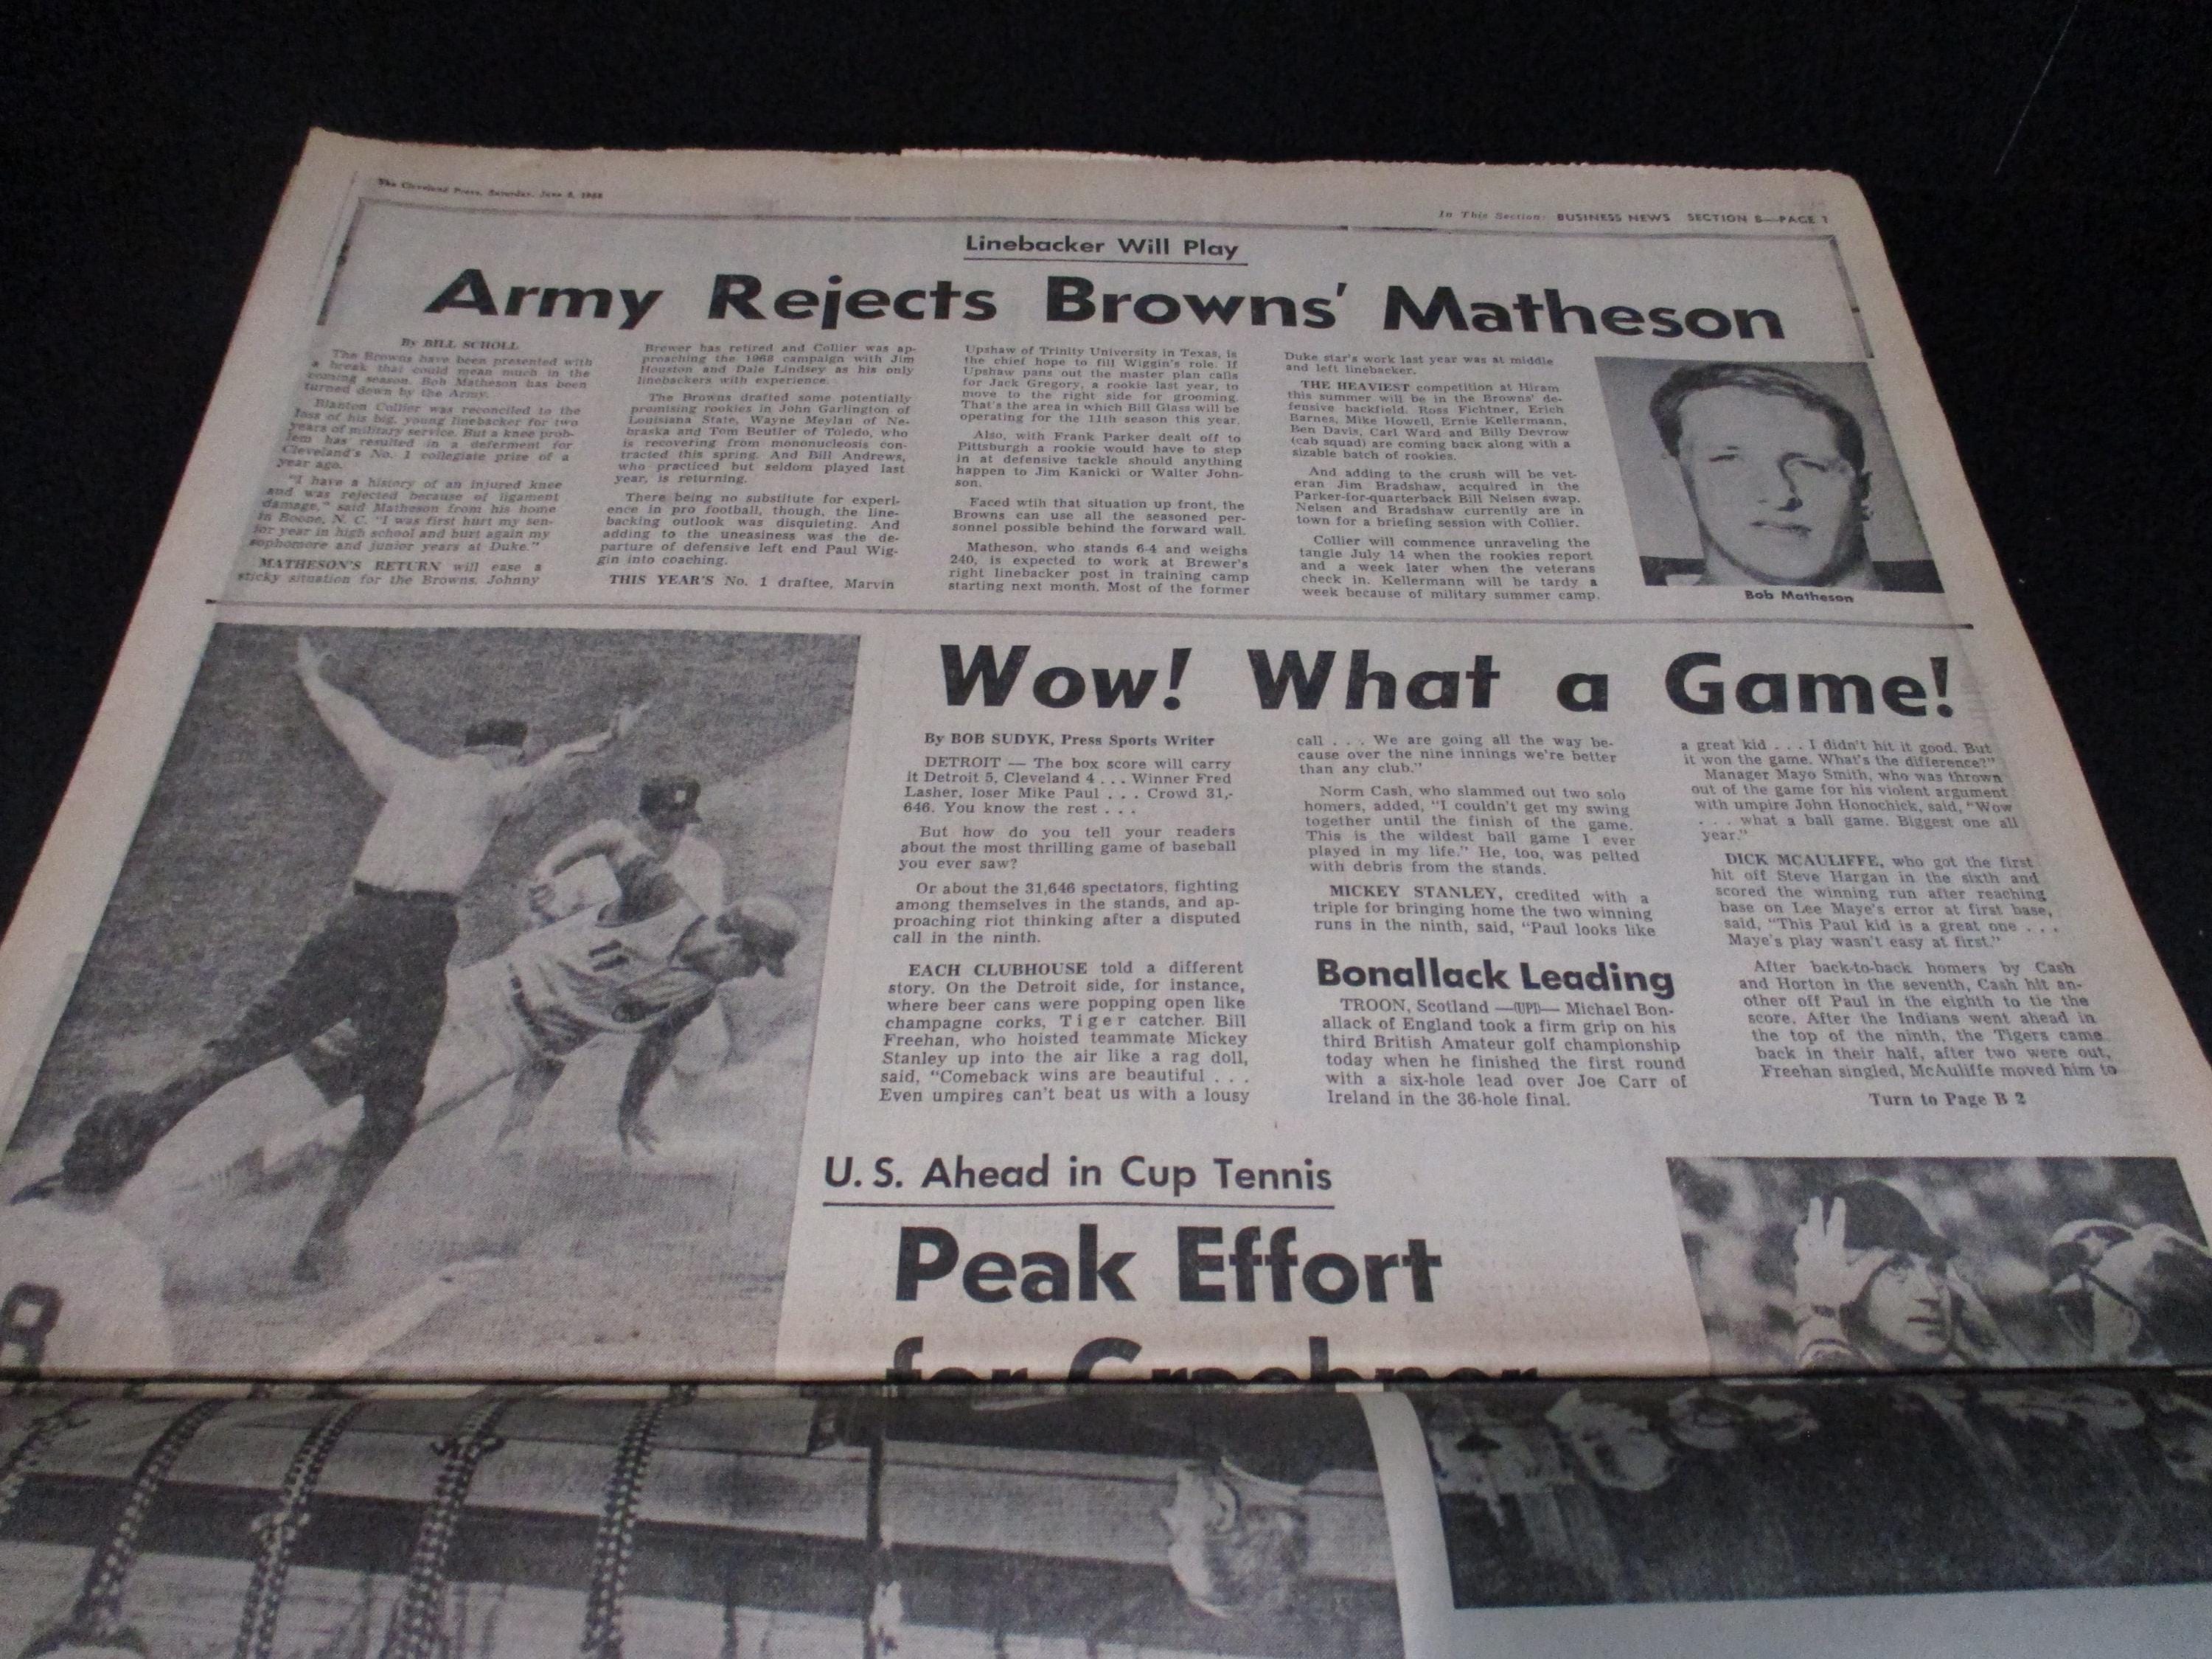 The Cleveland Press, Saturday, June 8, 1968
In This Section: BUSINESS NEWS SECTION B—PAGE 1
Linebacker Will Play
Army Rejects Browns' Matheson
By BILL SCHOLL
The Browns have been presented with
a break that could mean much in the
coming season. Bob Matheson has been
turned down by the Army.
Blanton Collier was reconciled to the
loss of his big, young linebacker for two
years of military service. But a knee prob-
lem has resulted in a deferment for
Cleveland's No. 1 collegiate prize of a
year ago.
"I have a history of an injured knee
and was rejected because of ligament
damage," said Matheson from his home
in Boone, N. C. "I was first hurt my sen-
ior year in high school and hurt again my
sophomore and junior years at Duke."
MATHESON'S RETURN will ease a
sticky situation for the Browns. Johnny
Brewer has retired and Collier was ap-
proaching the 1968 campaign with Jim
Houston and Dale Lindsey as his only
linebackers with experience.
The Browns drafted some potentially
promising rookies in John Garlington of
Louisiana State, Wayne Meylan of Ne-
braska and Tom Beutler of Toledo, who
is recovering from mononucleosis con-
tracted this spring. And Bill Andrews,
who practiced but seldom played last
year, is returning.
There being no substitute for experi-
ence in pro football, though, the line-
backing outlook was disquieting. And
adding to the uneasiness was the de-
parture of defensive left end Paul Wig-
gin into coaching.
THIS YEAR'S No. 1 draftee, Marvin
Upshaw of Trinity University in Texas, is
the chief hope to fill Wiggin's role. If
Upshaw pans out the master plan calls
for Jack Gregory, a rookie last year, to
move to the right side for grooming.
That's the area in which Bill Glass will be
operating for the 11th season this year.
Also, with Frank Parker dealt off to
Pittsburgh a rookie would have to step
in at defensive tackle should anything
happen to Jim Kanicki or Walter John-
son.
Faced wtih that situation up front, the
Browns can use all the seasoned per-
sonnel possible behind the forward wall.
Matheson, who stands 6-4 and weighs
240, is expected to work at Brewer's
right linebacker post in training camp
starting next month. Most of the former
Duke star's work last year was at middle
and left linebacker.
THE HEAVIEST competition at Hiram
this summer will be in the Browns' de-
fensive backfield. Ross Fichtner, Erich
Barnes, Mike Howell, Ernie Kellermann,
Ben Davis, Carl Ward and Billy Devrow
(cab squad) are coming back along with a
sizable batch of rookies.
And adding to the crush will be vet-
eran Jim Bradshaw, acquired in the
Parker-for-quarterback Bill Nelsen swap.
Nelsen and Bradshaw currently are in
town for a briefing session with Collier.
Collier will commence unraveling the
tangle July 14 when the rookies report
and a week later when the veterans
check in. Kellermann will be tardy a
week because of military summer camp.
Bob Matheson
Wow! What a Game!
By BOB SUDYK, Press Sports Writer
DETROIT — The box score will carry
it Detroit 5, Cleveland 4 . . . Winner Fred
Lasher, loser Mike Paul . . . Crowd 31,-
646. You know the rest . . .
But how do you tell your readers
about the most thrilling game of baseball
you ever saw?
Or about the 31,646 spectators, fighting
among themselves in the stands, and ap-
proaching riot thinking after a disputed
call in the ninth.
EACH CLUBHOUSE told a different
story. On the Detroit side, for instance,
where beer cans were popping open like
champagne corks, Tiger catcher Bill
Freehan, who hoisted teammate Mickey
Stanley up into the air like a rag doll,
said, "Comeback wins are beautiful . . .
Even umpires can't beat us with a lousy
call . . . We are going all the way be-
cause over the nine innings we're better
than any club."
Norm Cash, who slammed out two solo
homers, added, "I couldn't get my swing
together until the finish of the game.
This is the wildest ball game I ever
played in my life." He, too, was pelted
with debris from the stands.
MICKEY STANLEY, credited with a
triple for bringing home the two winning
runs in the ninth, said, "Paul looks like
a great kid . . . I didn't hit it good. But
it won the game. What's the difference?"
Manager Mayo Smith, who was thrown
out of the game for his violent argument
with umpire John Honochick, said, "Wow
. . . what a ball game. Biggest one all
year."
DICK MCAULIFFE, who got the first
hit off Steve Hargan in the sixth and
scored the winning run after reaching
base on Lee Maye's error at first base,
said, "This Paul kid is a great one . . .
Maye's play wasn't easy at first."
After back-to-back homers by Cash
and Horton in the seventh, Cash hit an-
other off Paul in the eighth to tie the
score. After the Indians went ahead in
the top of the ninth, the Tigers came
back in their half, after two were out,
Freehan singled, McAuliffe moved him to
Turn to Page B 2
Bonallack Leading
TROON, Scotland —(UPI)— Michael Bon-
allack of England took a firm grip on his
third British Amateur golf championship
today when he finished the first round
with a six-hole lead over Joe Carr of
Ireland in the 36-hole final.
U. S. Ahead in Cup Tennis
Peak Effort
for Graebner
11